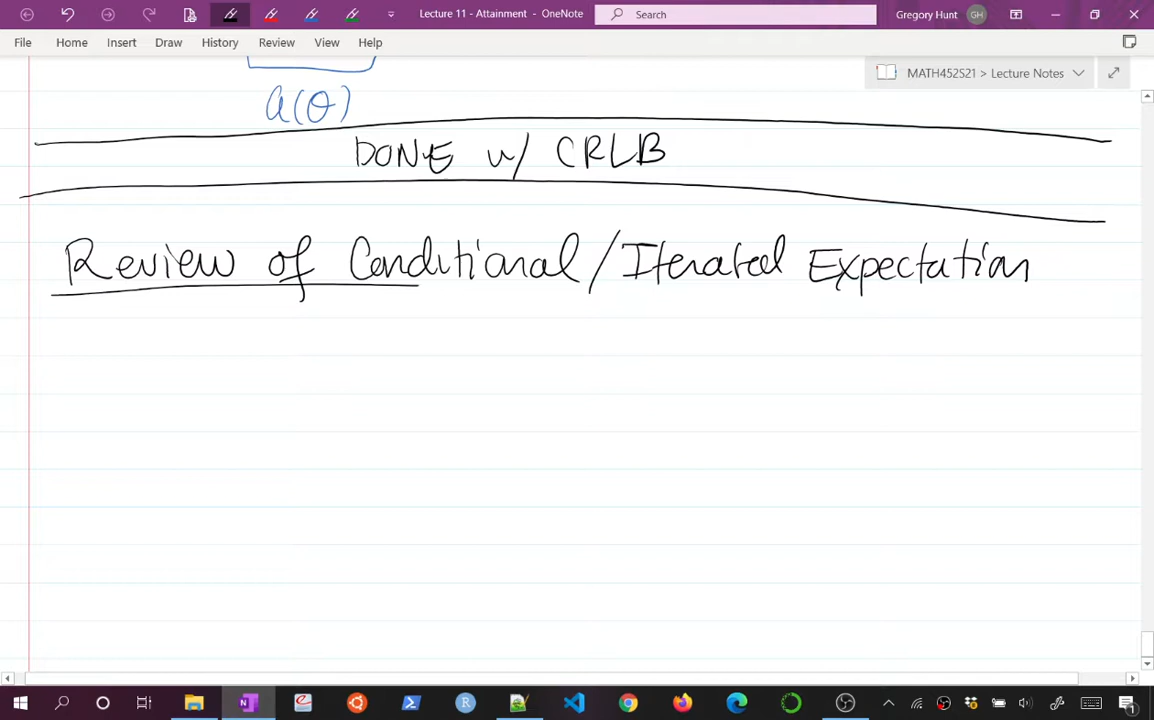 Lecture 11 - Attainment - OneNote
Search
Gregory Hunt
GH
File Home Insert Draw History Review View Help
MATH452S21 > Lecture Notes
a(θ)
DONE w/ CRLB
Review of Conditional/Iterated Expectation